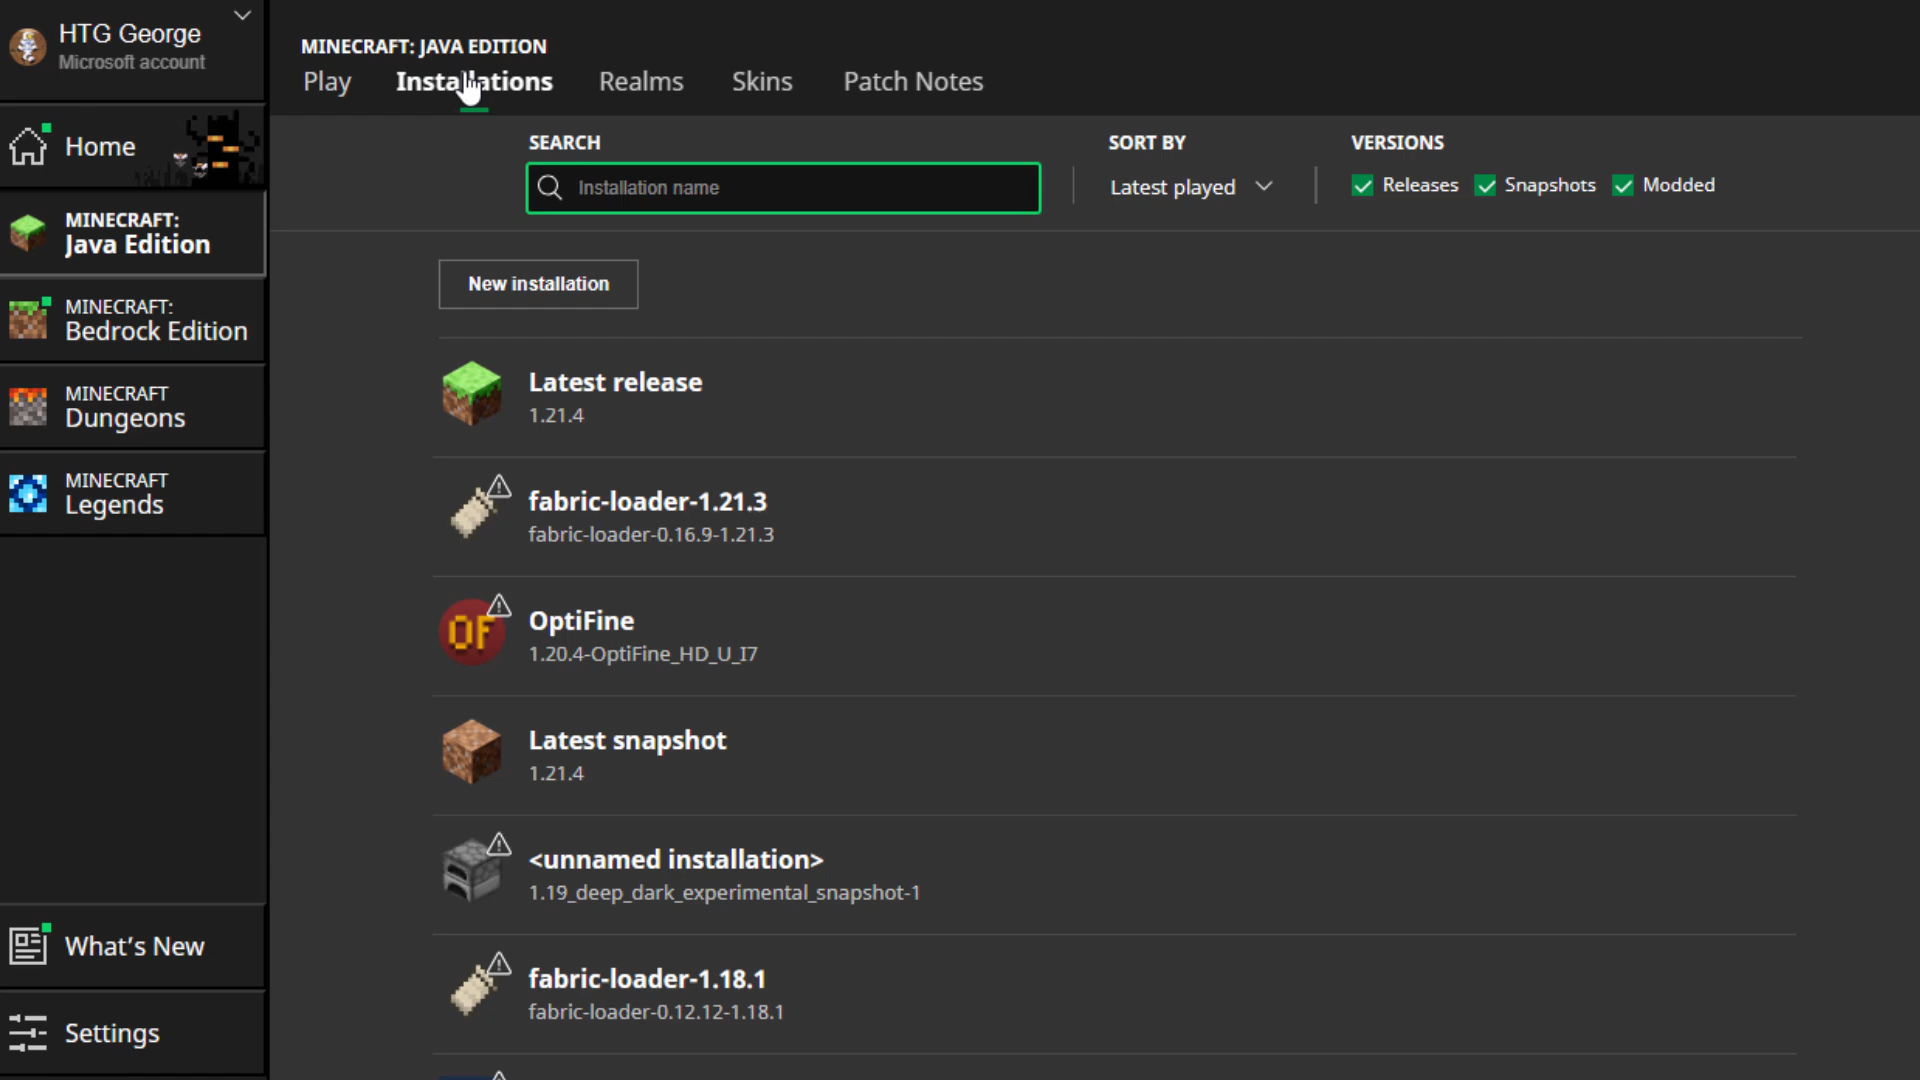 HTG George
Microsoft account
Home
MINECRAFT:
Java Edition
MINECRAFT:
Bedrock Edition
MINECRAFT
Dungeons
MINECRAFT
Legends
What's New
Settings
MINECRAFT: JAVA EDITION
Play Installations Realms Skins Patch Notes
SEARCH SORT BY VERSIONS
Installation name Latest played Releases Snapshots Modded
New installation
Latest release
1.21.4
fabric-loader-1.21.3
fabric-loader-0.16.9-1.21.3
OF
OptiFine
1.20.4-OptiFine_HD_U_I7
Latest snapshot
1.21.4
<unnamed installation>
1.19_deep_dark_experimental_snapshot-1
fabric-loader-1.18.1
fabric-loader-0.12.12-1.18.1